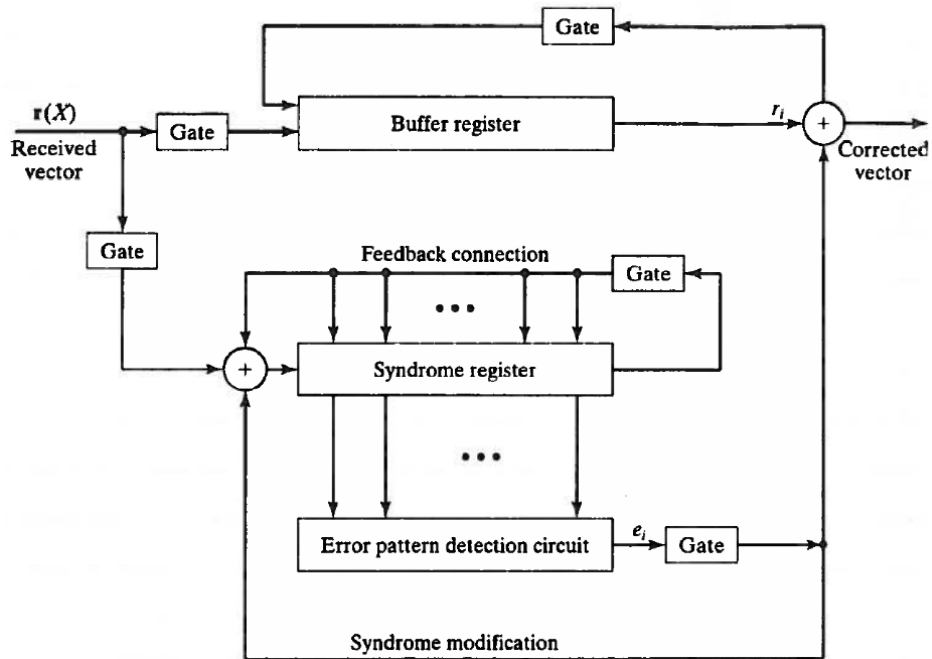 Gate
r(X)
Received
vector
Gate
Buffer register
r_i
+
Corrected
vector
Gate
Feedback connection
Gate
+
Syndrome register
Error pattern detection circuit
e_i
Gate
Syndrome modification